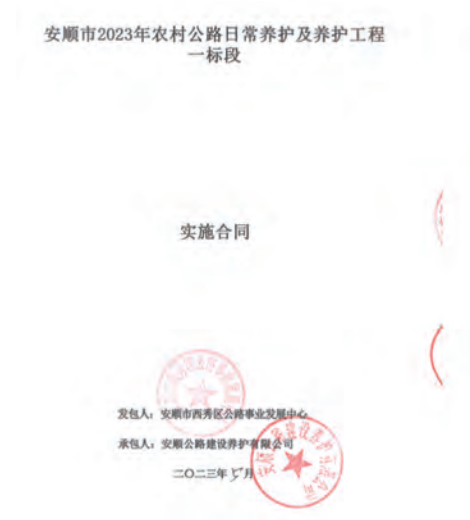 安顺市2023年农村公路日常养护及养护工程
一标段
实施合同
发包人：安顺市西秀区公路事业发展中心
承包人：安顺公路建设养护有限公司
二〇二三年5月